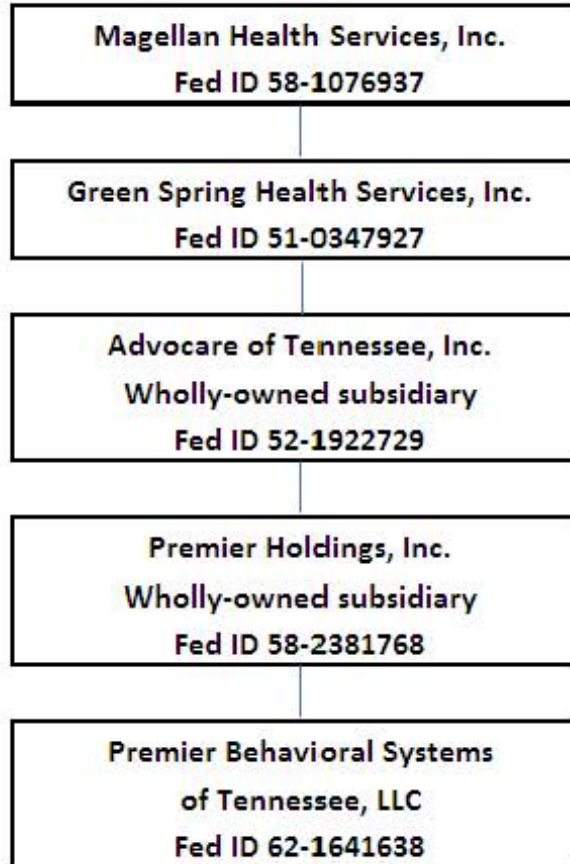 Magellan Health Services, Inc.
Fed ID 58-1076937
Green Spring Health Services, Inc.
Fed ID 51-0347927
Advocare of Tennessee, Inc.
Wholly-owned subsidiary
Fed ID 52-1922729
Premier Holdings, Inc.
Wholly-owned subsidiary
Fed ID 58-2381768
Premier Behavioral Systems
of Tennessee, LLC
Fed ID 62-1641638